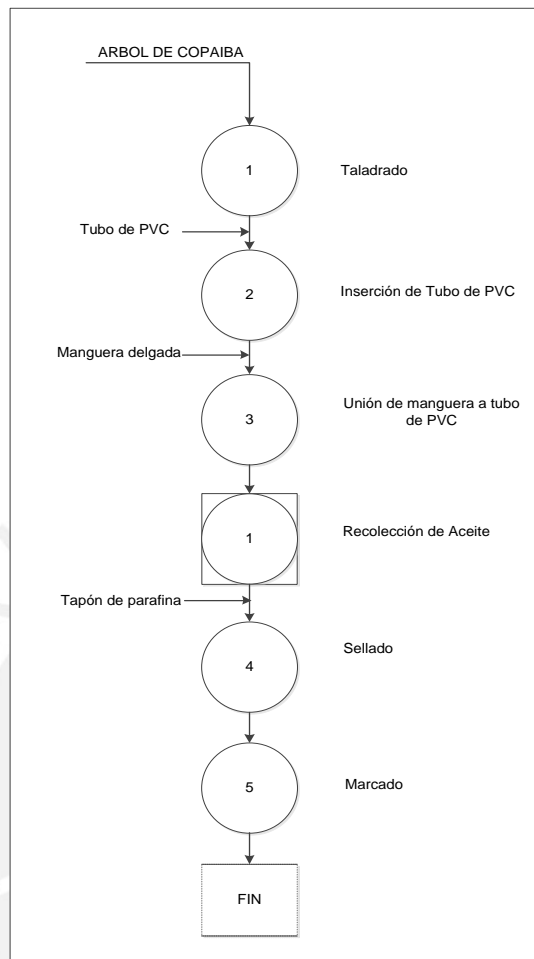 ARBOL DE COPAIBA
1
Taladrado
Tubo de PVC
2
Inserción de Tubo de PVC
Manguera delgada
3
Unión de manguera a tubo
de PVC
1
Recolección de Aceite
Tapón de parafina
4
Sellado
5
Marcado
FIN